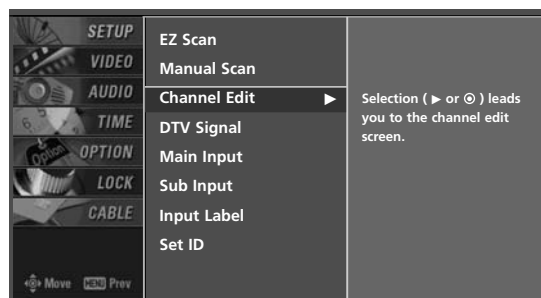 SETUP
VIDEO
AUDIO
TIME
OPTION
LOCK
CABLE
Move MENU Prev
EZ Scan
Manual Scan
Channel Edit ▶
DTV Signal
Main Input
Sub Input
Input Label
Set ID
Selection ( ▶ or ⊙ ) leads
you to the channel edit
screen.